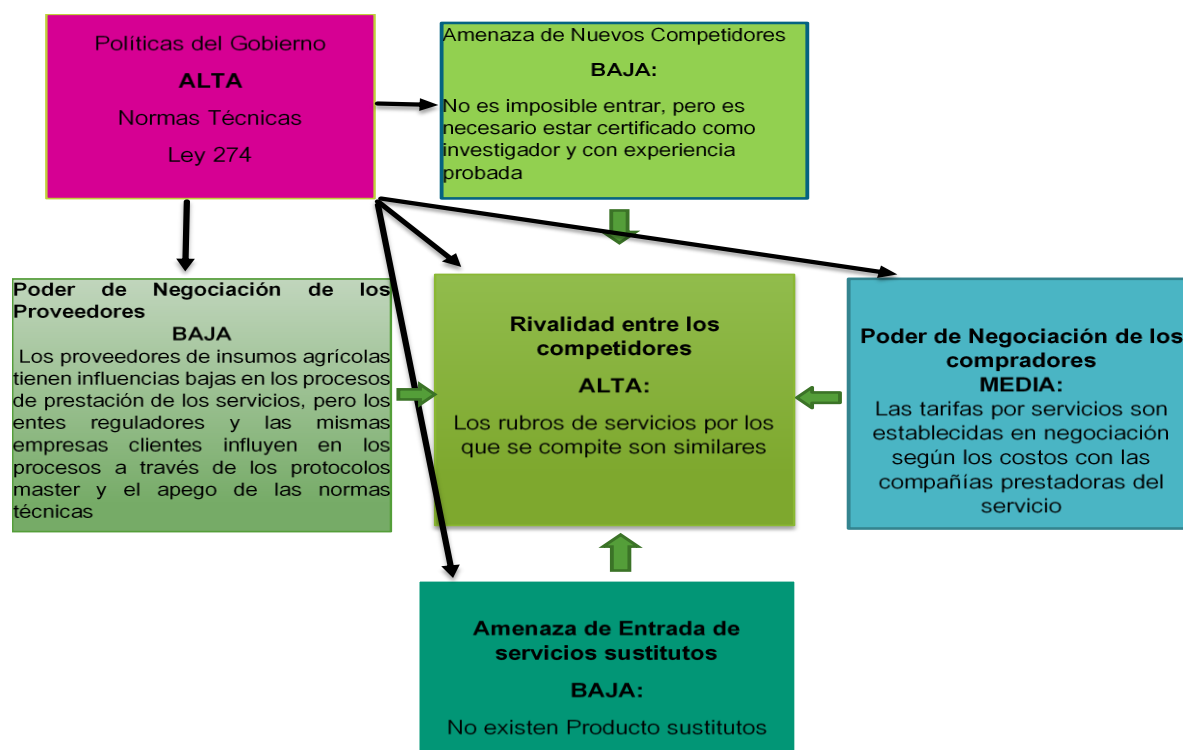 Políticas del Gobierno
ALTA
Normas Técnicas
Ley 274
Amenaza de Nuevos Competidores
BAJA:
No es imposible entrar, pero es
necesario estar certificado como
investigador y con experiencia
probada
Poder de Negociación de los
Proveedores
BAJA
Los proveedores de insumos agrícolas
tienen influencias bajas en los procesos
de prestación de los servicios, pero los
entes reguladores y las mismas
empresas clientes influyen en los
procesos a través de los protocolos
master y el apego de las normas
técnicas
Rivalidad entre los
competidores
ALTA:
Los rubros de servicios por los
que se compite son similares
Poder de Negociación de los
compradores
MEDIA:
Las tarifas por servicios son
establecidas en negociación
según los costos con las
compañías prestadoras del
servicio
Amenaza de Entrada de
servicios sustitutos
BAJA:
No existen Producto sustitutos